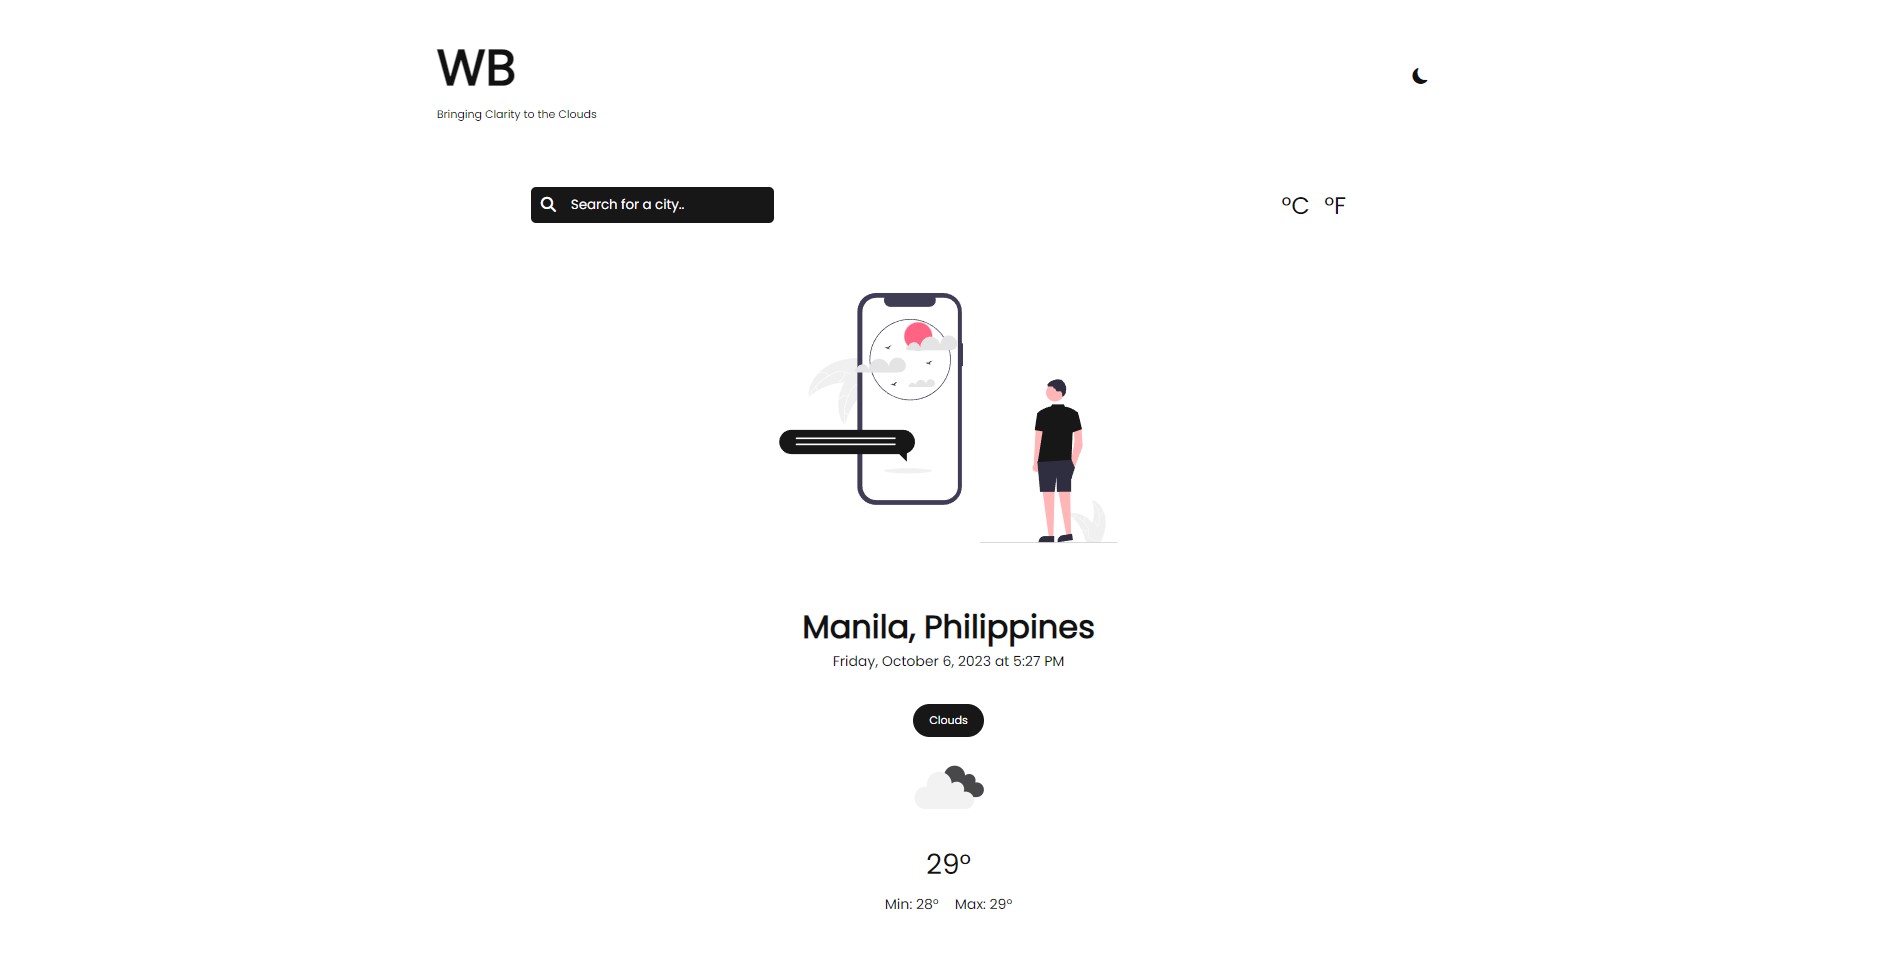 WB
Bringing Clarity to the Clouds
Search for a city..
°C °F
Manila, Philippines
Friday, October 6, 2023 at 5:27 PM
Clouds
29°
Min: 28° Max: 29°